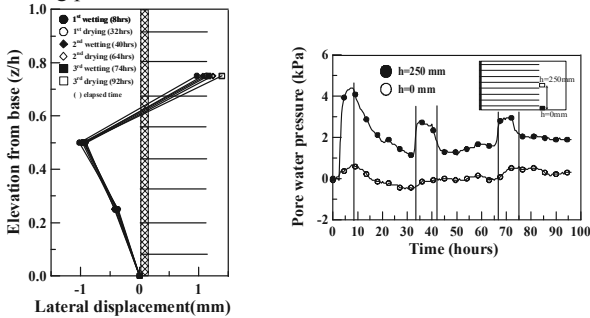 1st wetting (8hrs)
1st drying (32hrs)
2nd wetting (40hrs)
2nd drying (64hrs)
3rd wetting (74hrs)
3rd drying (92hrs)
( ) elapsed time
Elevation from base (z/h)
1.0
0.8
0.6
0.4
0.2
0.0
-1 0 1
Lateral displacement(mm)
Pore water pressure (kPa)
6
4
2
0
-2
h=250 mm
h=0 mm
h=250mm
h=0mm
0 10 20 30 40 50 60 70 80 90 100
Time (hours)